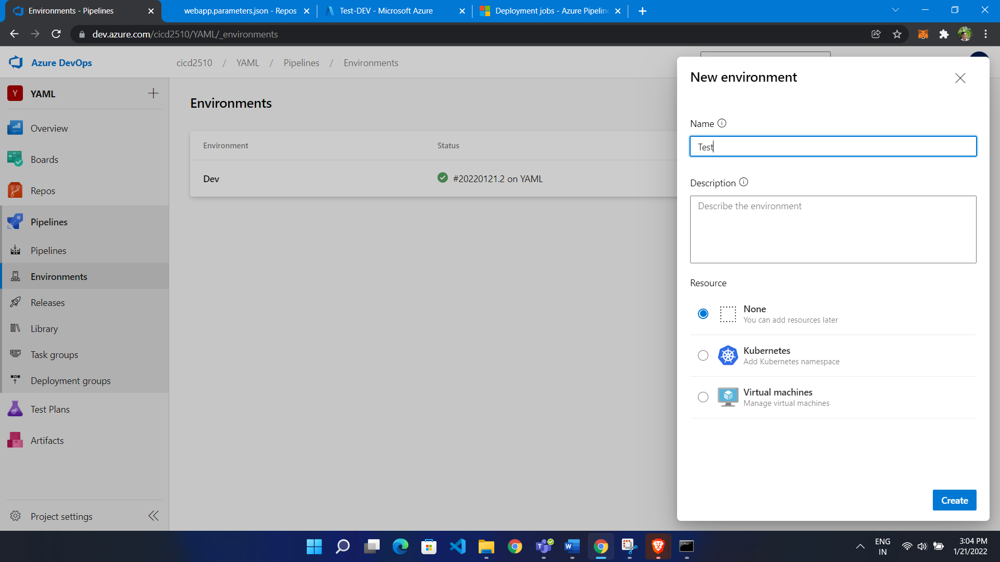 Environments - Pipelines
webapp.parameters.json - Repos
Test-DEV - Microsoft Azure
Deployment jobs - Azure Pipelin
dev.azure.com/cicd2510/YAML/_environments
Azure DevOps
cicd2510 / YAML / Pipelines / Environments
Y YAML
Overview
Boards
Repos
Pipelines
Pipelines
Environments
Releases
Library
Task groups
Deployment groups
Test Plans
Artifacts
Project settings
Environments
Environment Status
Dev #20220121.2 on YAML
New environment
Name
Test
Description
Describe the environment
Resource
None
You can add resources later
Kubernetes
Add Kubernetes namespace
Virtual machines
Manage virtual machines
Create
ENG
IN
3:04 PM
1/21/2022